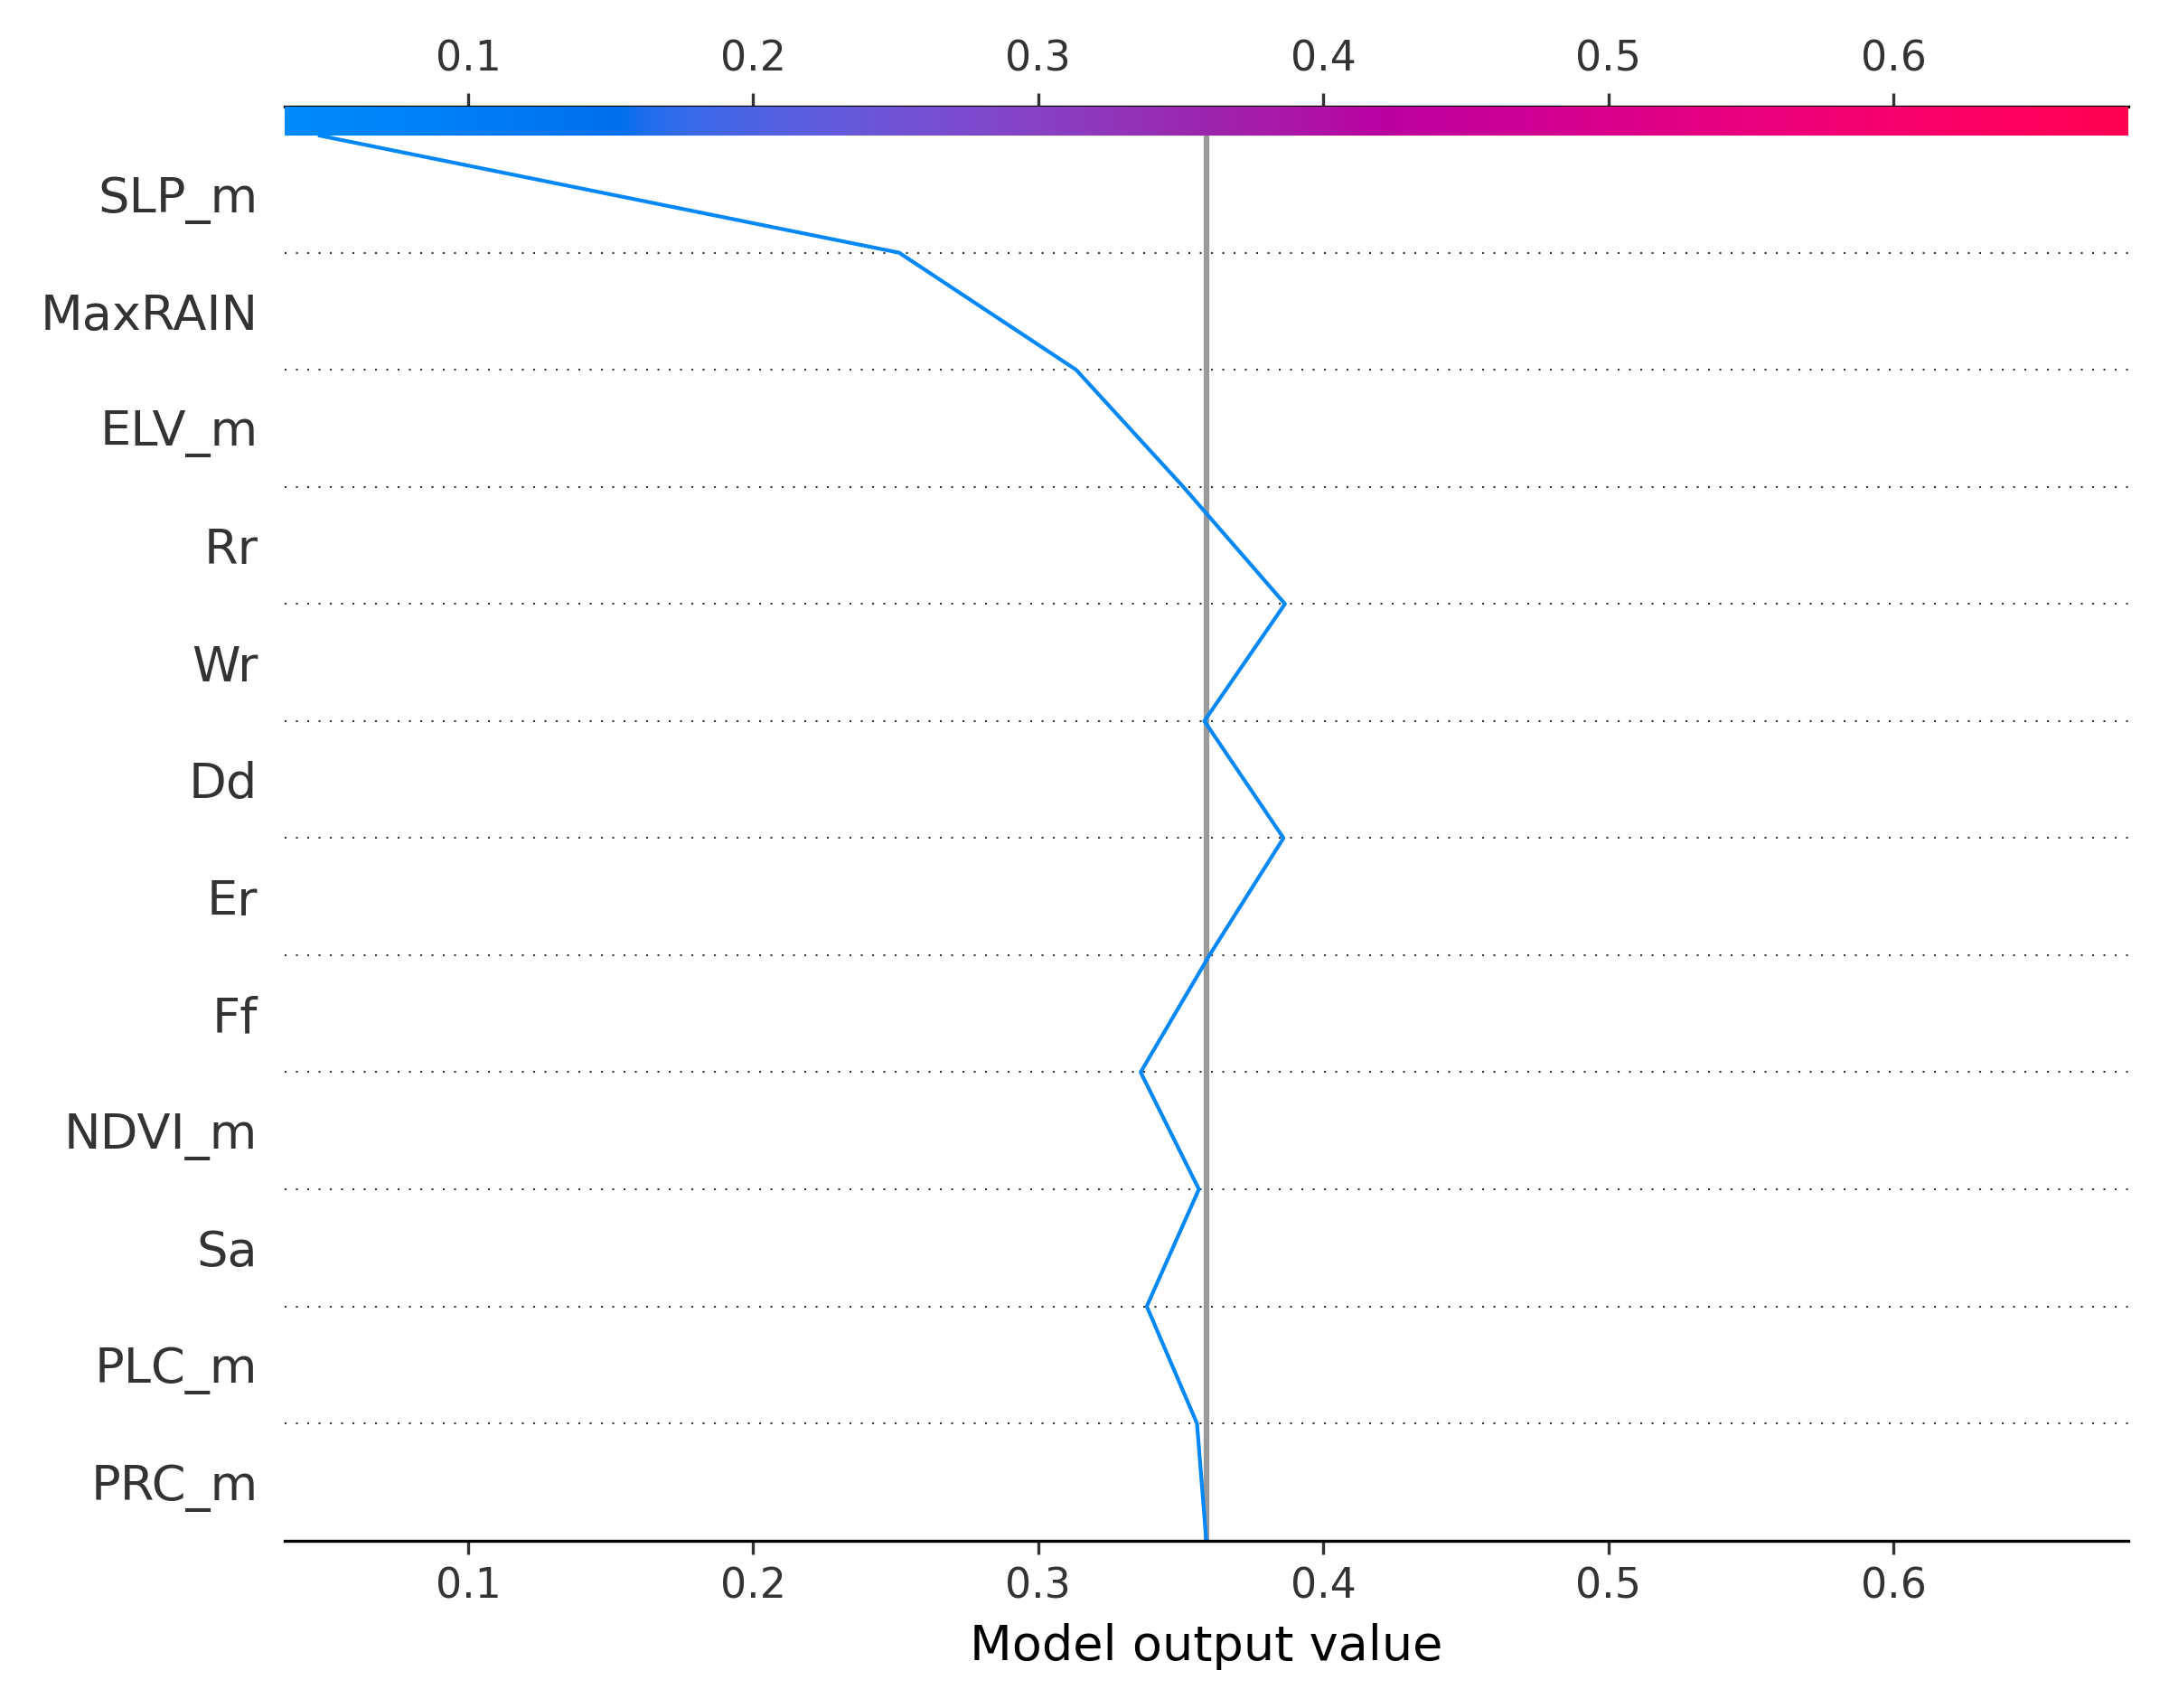 0.1 0.2 0.3 0.4 0.5 0.6
SLP_m
MaxRAIN
ELV_m
Rr
Wr
Dd
Er
Ff
NDVI_m
Sa
PLC_m
PRC_m
0.1 0.2 0.3 0.4 0.5 0.6
Model output value